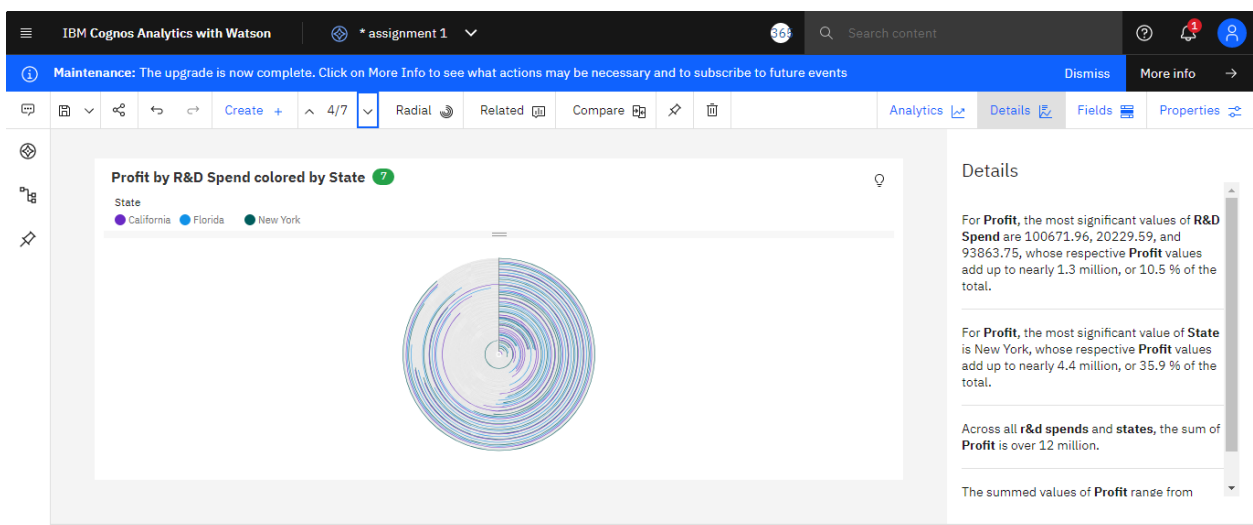 IBM Cognos Analytics with Watson
* assignment 1
365
Search content
1
Maintenance: The upgrade is now complete. Click on More Info to see what actions may be necessary and to subscribe to future events
Dismiss
More info
Create +
4/7
Radial
Related
Compare
Analytics
Details
Fields
Properties
Profit by R&D Spend colored by State 7
State
California
Florida
New York
Details
For Profit, the most significant values of R&D
Spend are 100671.96, 20229.59, and
93863.75, whose respective Profit values
add up to nearly 1.3 million, or 10.5 % of the
total.
For Profit, the most significant value of State
is New York, whose respective Profit values
add up to nearly 4.4 million, or 35.9 % of the
total.
Across all r&d spends and states, the sum of
Profit is over 12 million.
The summed values of Profit range from